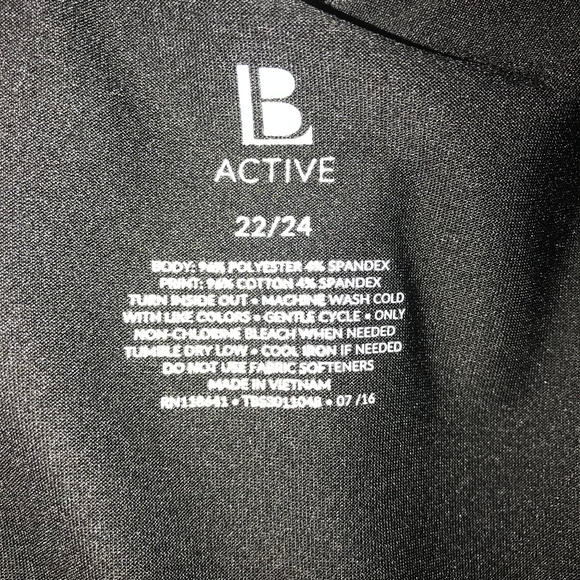 LB
ACTIVE
22/24
BODY: 96% POLYESTER 4% SPANDEX
PRINT: 96% COTTON 4% SPANDEX
TURN INSIDE OUT • MACHINE WASH COLD
WITH LIKE COLORS • GENTLE CYCLE • ONLY
NON-CHLORINE BLEACH WHEN NEEDED
TUMBLE DRY LOW • COOL IRON IF NEEDED
DO NOT USE FABRIC SOFTENERS
MADE IN VIETNAM
• 07 /16